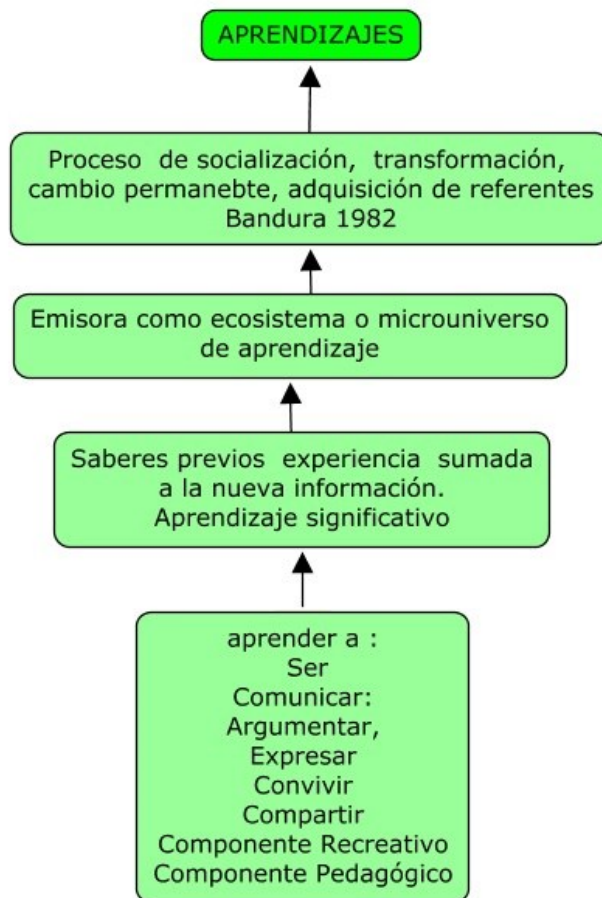 APRENDIZAJES
Proceso de socialización, transformación,
cambio permanebte, adquisición de referentes
Bandura 1982
Emisora como ecosistema o microuniverso
de aprendizaje
Saberes previos experiencia sumada
a la nueva información.
Aprendizaje significativo
aprender a :
Ser
Comunicar:
Argumentar,
Expresar
Convivir
Compartir
Componente Recreativo
Componente Pedagógico